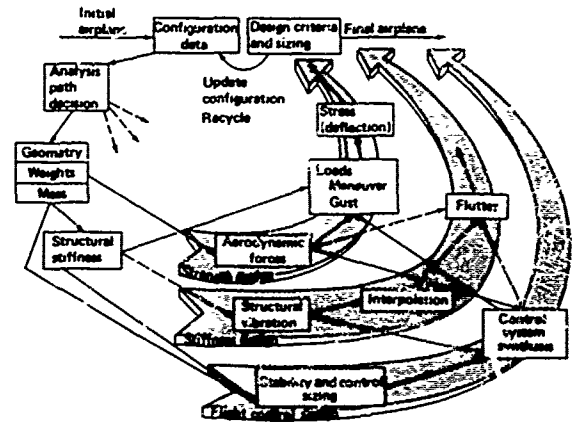 Initial
airplane
Configuration
data
Design criteria
and sizing
Final airplane
Analysis
path
decision
Update
configuration
Recycle
Stress
(deflection)
Geometry
Weights
Mass
Loads
Maneuver
Gust
Flutter
Structural
stiffness
Aerodynamic
forces
Strength design
Interpolation
Structural
vibration
Stiffness design
Control
system
synthesis
Stability and control
sizing
Flight control